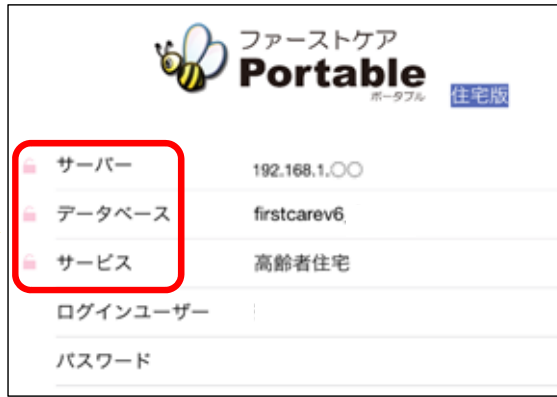 ファーストケア
Portable
ポータブル 住宅版
サーバー 192.168.1.○○
データベース firstcarev6
サービス 高齢者住宅
ログインユーザー
パスワード